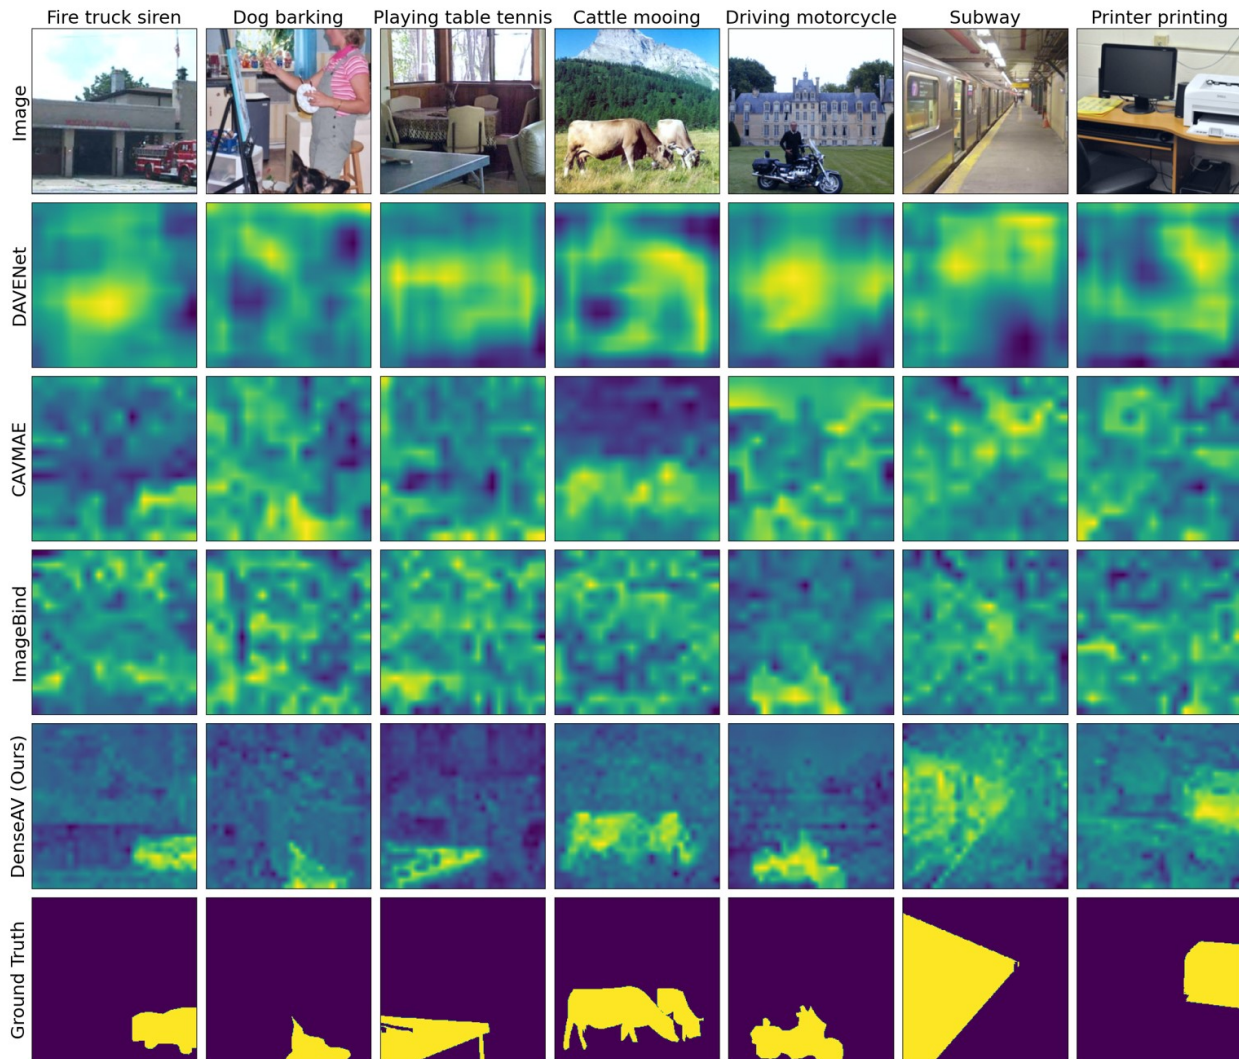 Fire truck siren
Dog barking
Playing table tennis
Cattle mooing
Driving motorcycle
Subway
Printer printing
Image
DAVENet
CAVMAE
ImageBind
DenseAV (Ours)
Ground Truth